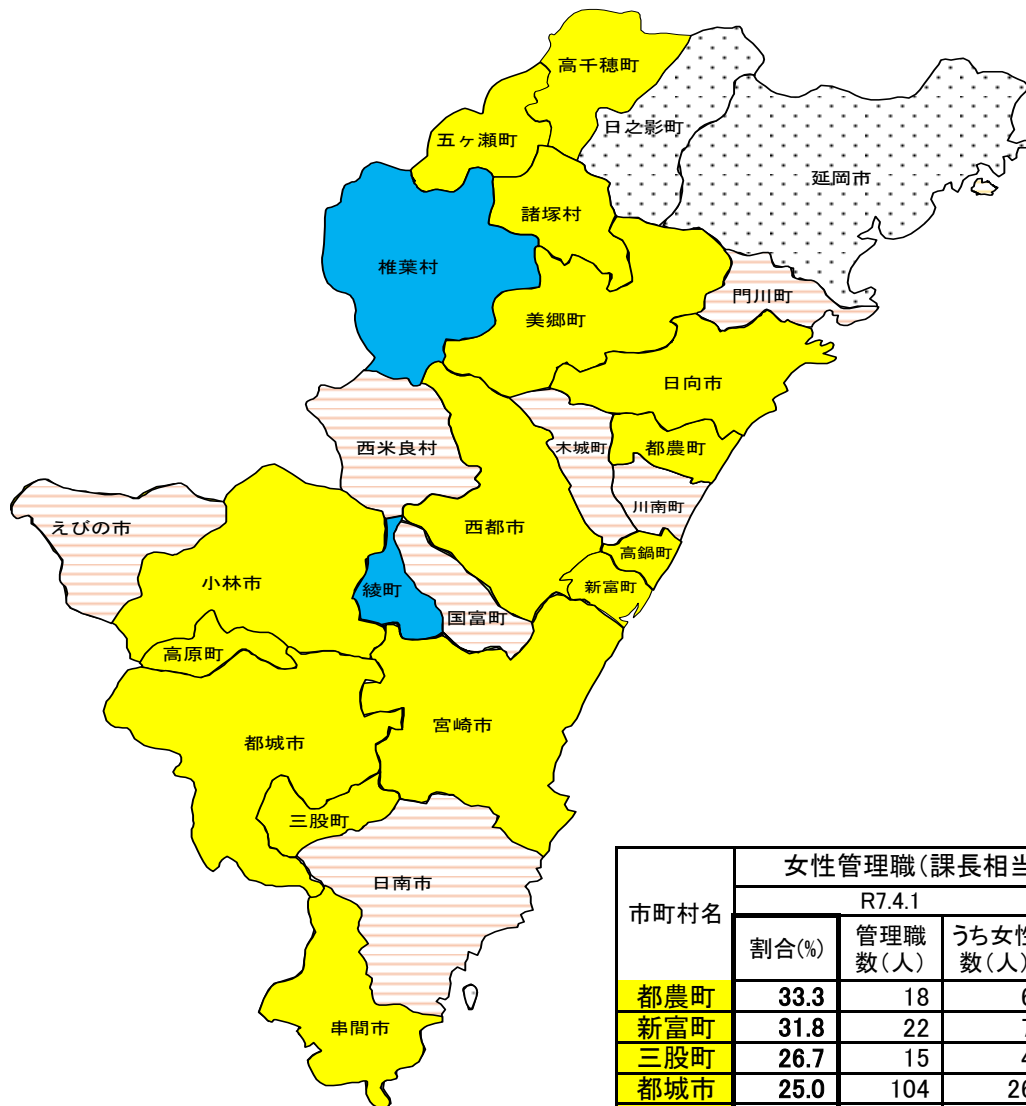 高千穂町
日之影町
五ヶ瀬町
延岡市
諸塚村
椎葉村
門川町
美郷町
日向市
西米良村
木城町
都農町
川南町
えびの市
西都市
高鍋町
小林市
綾町
新富町
国富町
高原町
宮崎市
都城市
三股町
日南市
串間市
市町村名
女性管理職(課長相当
R7.4.1
割合(%)
管理職数(人)
うち女性数(人)
都農町 33.3 18 6
新富町 31.8 22 7
三股町 26.7 15 4
都城市 25.0 104 26